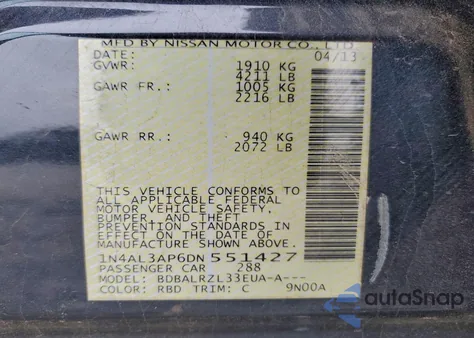 MFD BY NISSAN MOTOR CO., LTD
DATE: 04/13
GVWR: 1910 KG
4211 LB
GAWR FR.: 1005 KG
2216 LB
GAWR RR.: 940 KG
2072 LB
THIS VEHICLE CONFORMS TO
ALL APPLICABLE FEDERAL
MOTOR VEHICLE SAFETY,
BUMPER, AND THEFT
PREVENTION STANDARDS IN
EFFECT ON THE DATE OF
MANUFACTURE SHOWN ABOVE.
1N4AL3AP6DN551427
PASSENGER CAR 288
MODEL: BDBALRZL33EUA-A---
COLOR: RBD TRIM: C 9N00A
autoSnap